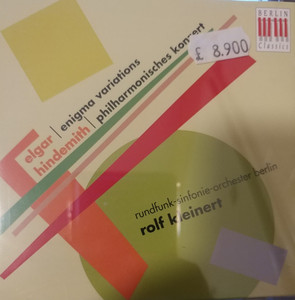 BERLIN
Classics
£ 8.900
elgar | enigma variations
hindemith | philharmonisches konzert
rundfunk-sinfonie-orchester berlin
rolf kleinert